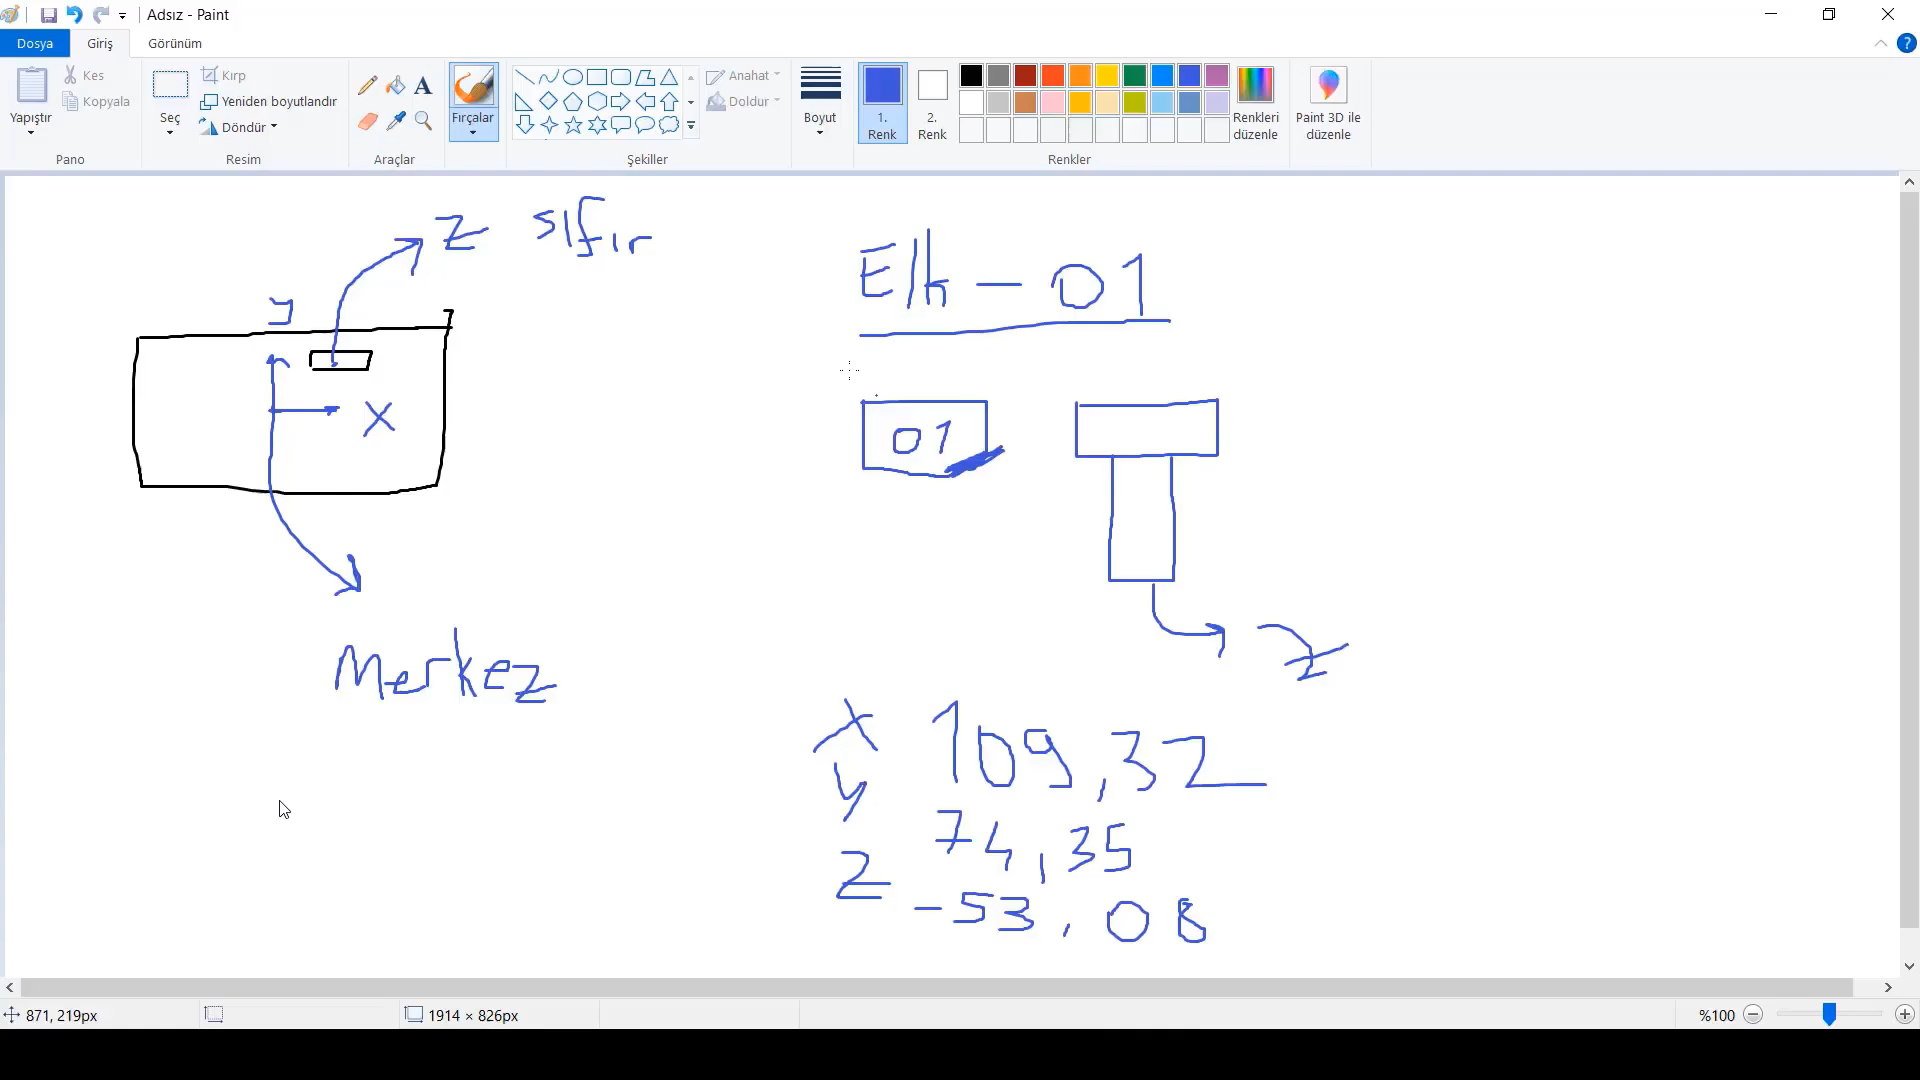 Adsız - Paint
Dosya Giriş Görünüm
Yapıştır
Kes
Kopyala
Pano
Seç
Kırp
Yeniden boyutlandır
Döndür
Resim
A
Araçlar
Fırçalar
Şekiller
Anahat
Doldur
Boyut
1. Renk
2. Renk
Renkler
Renkleri düzenle
Paint 3D ile düzenle
z sıfır
y
x
Merkez
Elk - 01
01
z
x 109,32
y 74,35
z -53,08
871, 219px
1914 × 826px
%100